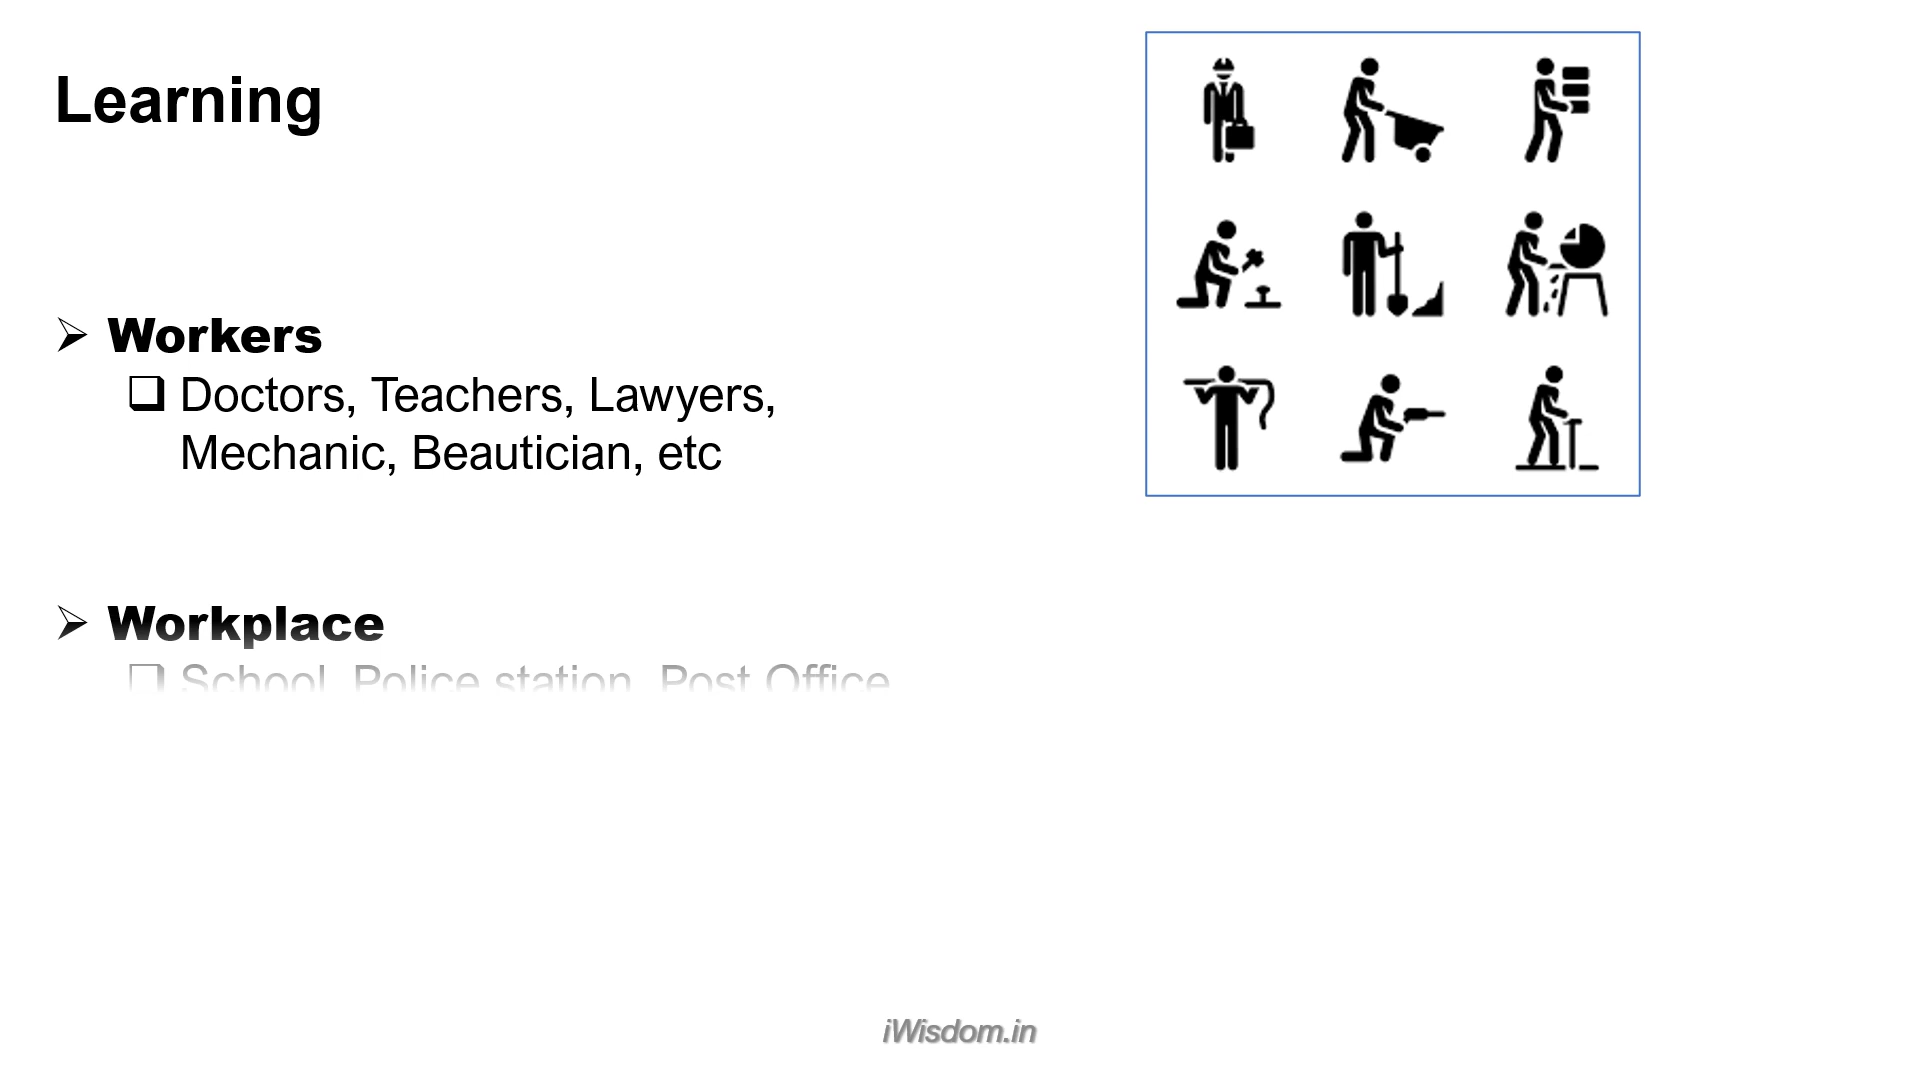 Learning
Workers
Doctors, Teachers, Lawyers,
Mechanic, Beautician, etc
Workplace
School, Police station, Post Office
iWisdom.in